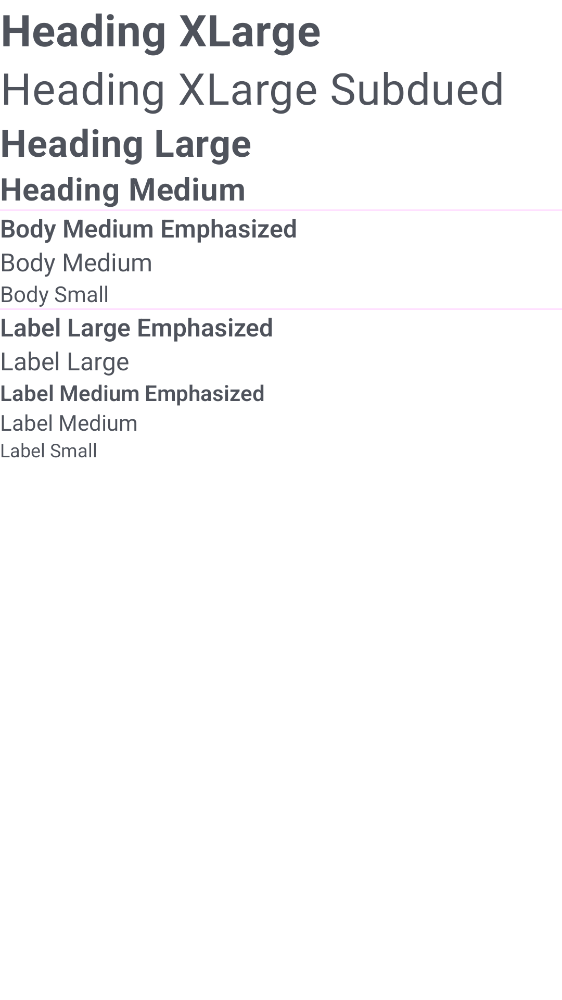 Heading XLarge
Heading XLarge Subdued
Heading Large
Heading Medium
Body Medium Emphasized
Body Medium
Body Small
Label Large Emphasized
Label Large
Label Medium Emphasized
Label Medium
Label Small